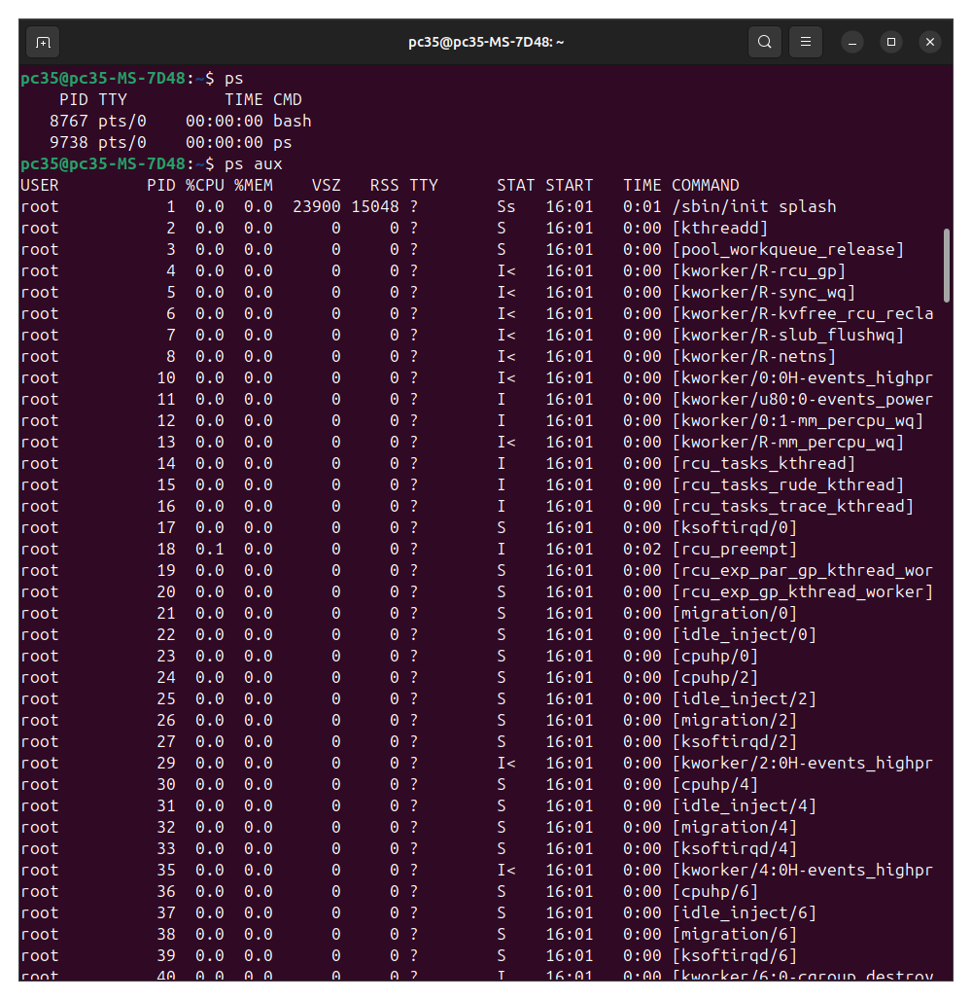 pc35@pc35-MS-7D48: ~
pc35@pc35-MS-7D48:~$ ps
    PID TTY          TIME CMD
   8767 pts/0    00:00:00 bash
   9738 pts/0    00:00:00 ps
pc35@pc35-MS-7D48:~$ ps aux
USER         PID %CPU %MEM    VSZ   RSS TTY      STAT START   TIME COMMAND
root           1  0.0  0.0  23900 15048 ?        Ss   16:01   0:01 /sbin/init splash
root           2  0.0  0.0      0     0 ?        S    16:01   0:00 [kthreadd]
root           3  0.0  0.0      0     0 ?        S    16:01   0:00 [pool_workqueue_release]
root           4  0.0  0.0      0     0 ?        I<   16:01   0:00 [kworker/R-rcu_gp]
root           5  0.0  0.0      0     0 ?        I<   16:01   0:00 [kworker/R-sync_wq]
root           6  0.0  0.0      0     0 ?        I<   16:01   0:00 [kworker/R-kvfree_rcu_recla
root           7  0.0  0.0      0     0 ?        I<   16:01   0:00 [kworker/R-slub_flushwq]
root           8  0.0  0.0      0     0 ?        I<   16:01   0:00 [kworker/R-netns]
root          10  0.0  0.0      0     0 ?        I<   16:01   0:00 [kworker/0:0H-events_highpr
root          11  0.0  0.0      0     0 ?        I    16:01   0:00 [kworker/u80:0-events_power
root          12  0.0  0.0      0     0 ?        I    16:01   0:00 [kworker/0:1-mm_percpu_wq]
root          13  0.0  0.0      0     0 ?        I<   16:01   0:00 [kworker/R-mm_percpu_wq]
root          14  0.0  0.0      0     0 ?        I    16:01   0:00 [rcu_tasks_kthread]
root          15  0.0  0.0      0     0 ?        I    16:01   0:00 [rcu_tasks_rude_kthread]
root          16  0.0  0.0      0     0 ?        I    16:01   0:00 [rcu_tasks_trace_kthread]
root          17  0.0  0.0      0     0 ?        S    16:01   0:00 [ksoftirqd/0]
root          18  0.1  0.0      0     0 ?        I    16:01   0:02 [rcu_preempt]
root          19  0.0  0.0      0     0 ?        S    16:01   0:00 [rcu_exp_par_gp_kthread_wor
root          20  0.0  0.0      0     0 ?        S    16:01   0:00 [rcu_exp_gp_kthread_worker]
root          21  0.0  0.0      0     0 ?        S    16:01   0:00 [migration/0]
root          22  0.0  0.0      0     0 ?        S    16:01   0:00 [idle_inject/0]
root          23  0.0  0.0      0     0 ?        S    16:01   0:00 [cpuhp/0]
root          24  0.0  0.0      0     0 ?        S    16:01   0:00 [cpuhp/2]
root          25  0.0  0.0      0     0 ?        S    16:01   0:00 [idle_inject/2]
root          26  0.0  0.0      0     0 ?        S    16:01   0:00 [migration/2]
root          27  0.0  0.0      0     0 ?        S    16:01   0:00 [ksoftirqd/2]
root          29  0.0  0.0      0     0 ?        I<   16:01   0:00 [kworker/2:0H-events_highpr
root          30  0.0  0.0      0     0 ?        S    16:01   0:00 [cpuhp/4]
root          31  0.0  0.0      0     0 ?        S    16:01   0:00 [idle_inject/4]
root          32  0.0  0.0      0     0 ?        S    16:01   0:00 [migration/4]
root          33  0.0  0.0      0     0 ?        S    16:01   0:00 [ksoftirqd/4]
root          35  0.0  0.0      0     0 ?        I<   16:01   0:00 [kworker/4:0H-events_highpr
root          36  0.0  0.0      0     0 ?        S    16:01   0:00 [cpuhp/6]
root          37  0.0  0.0      0     0 ?        S    16:01   0:00 [idle_inject/6]
root          38  0.0  0.0      0     0 ?        S    16:01   0:00 [migration/6]
root          39  0.0  0.0      0     0 ?        S    16:01   0:00 [ksoftirqd/6]
root          40  0.0  0.0      0     0 ?        I    16:01   0:00 [kworker/6:0-cgroup_destroy